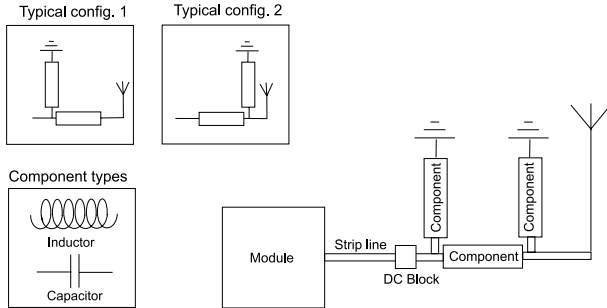 Typical config. 1
Typical config. 2
Component types
Inductor
Capacitor
Module
Strip line
DC Block
Component
Component
Component